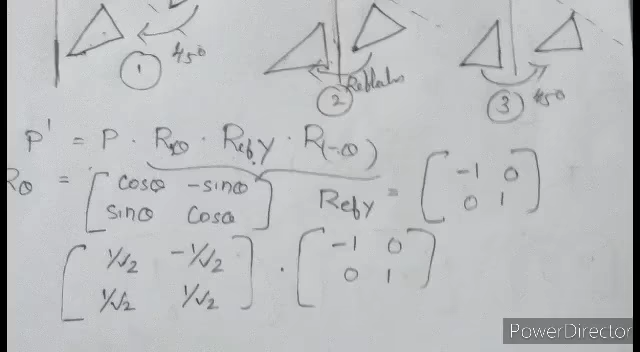 45°
① ② Reflection ③ 45°
P' = P · Rθ · Refy · R(-θ)
Rθ = [cosθ -sinθ
sinθ cosθ] Refy = [-1 0
0 1]
[1/√2 -1/√2
1/√2 1/√2] · [-1 0
0 1]
PowerDirector